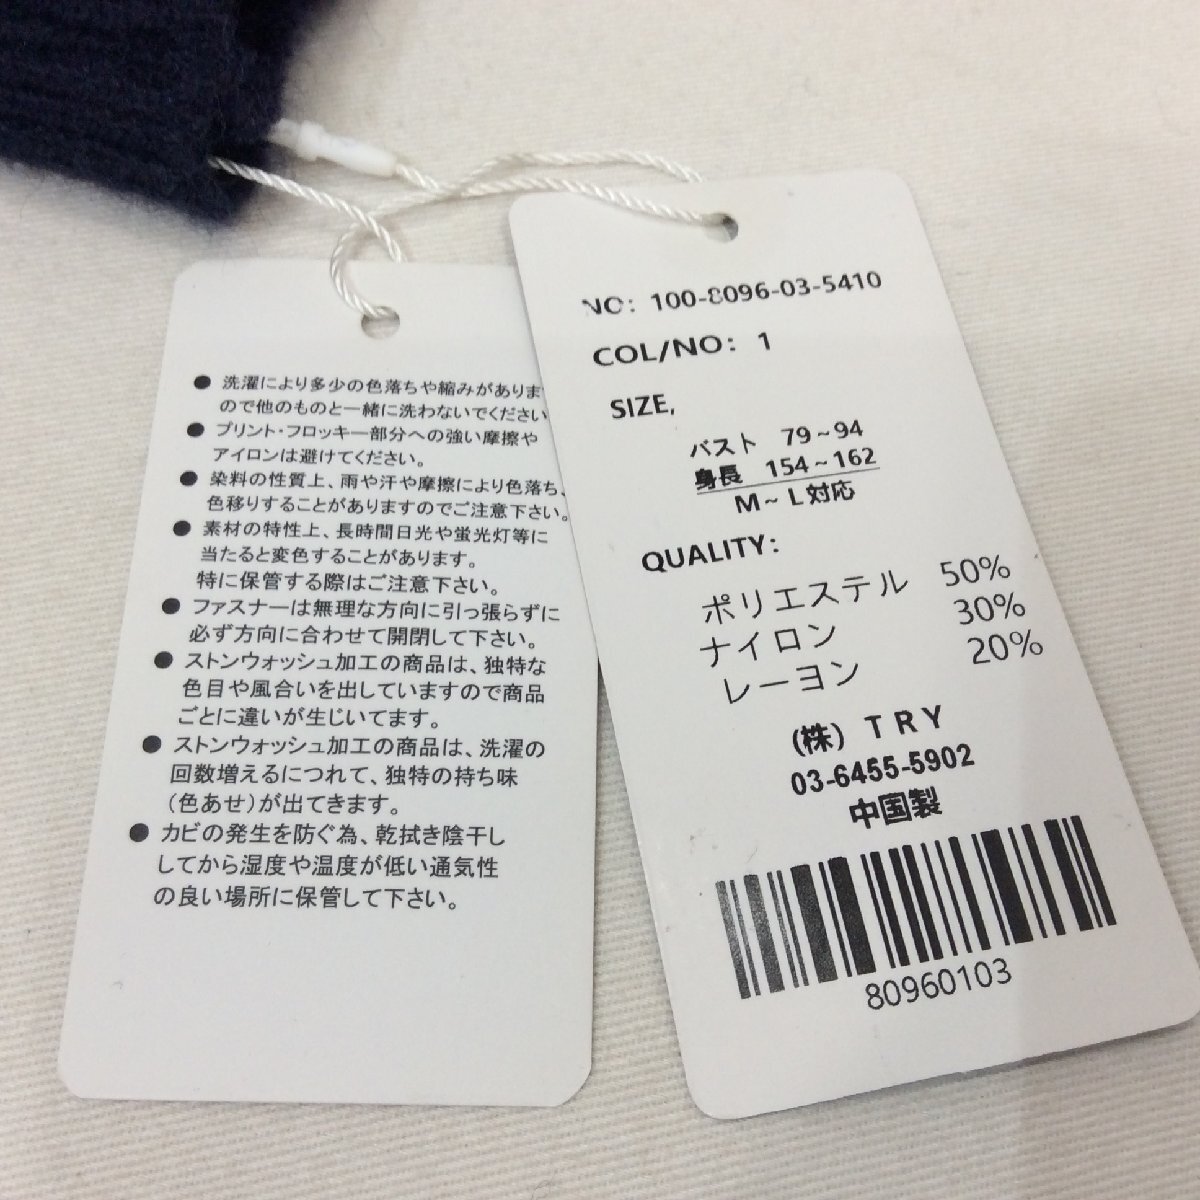 ● 洗濯により多少の色落ちや縮みがありま
ので他のものと一緒に洗わないでください
● プリント・フロッキー部分への強い摩擦や
アイロンは避けてください。
● 染料の性質上、雨や汗や摩擦により色落ち、
色移りすることがありますのでご注意下さい。
● 素材の特性上、長時間日光や蛍光灯等に
当たると変色することがあります。
特に保管する際はご注意下さい。
● ファスナーは無理な方向に引っ張らずに
必ず方向に合わせて開閉して下さい。
● ストンウォッシュ加工の商品は、独特な
色目や風合いを出していますので商品
ごとに違いが生じいてます。
● ストンウォッシュ加工の商品は、洗濯の
回数増えるにつれて、独特の持ち味
(色あせ)が出てきます。
● カビの発生を防ぐ為、乾拭き陰干し
してから湿度や温度が低い通気性
の良い場所に保管して下さい。
NO: 100-8096-03-5410
COL/NO: 1
SIZE,
バスト 79~94
身長 154~162
M~L対応
QUALITY:
ポリエステル 50%
ナイロン 30%
レーヨン 20%
(株) TRY
03-6455-5902
中国製
80960103